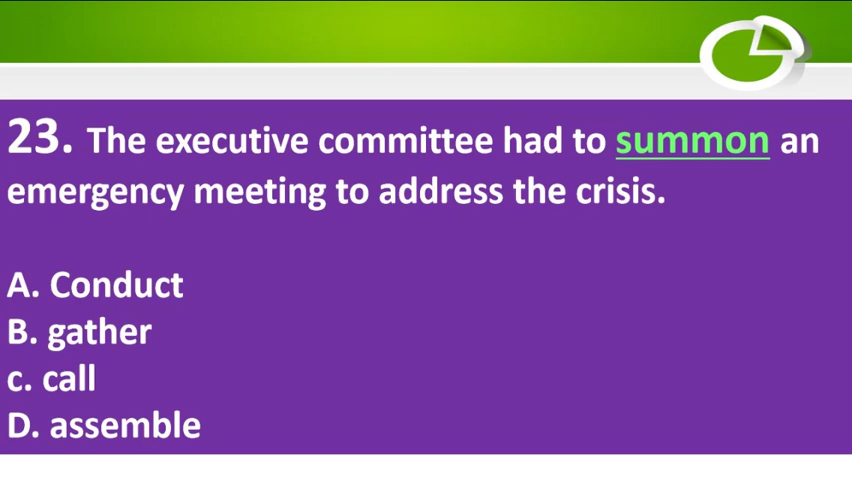 23. The executive committee had to summon an
emergency meeting to address the crisis.
A. Conduct
B. gather
c. call
D. assemble